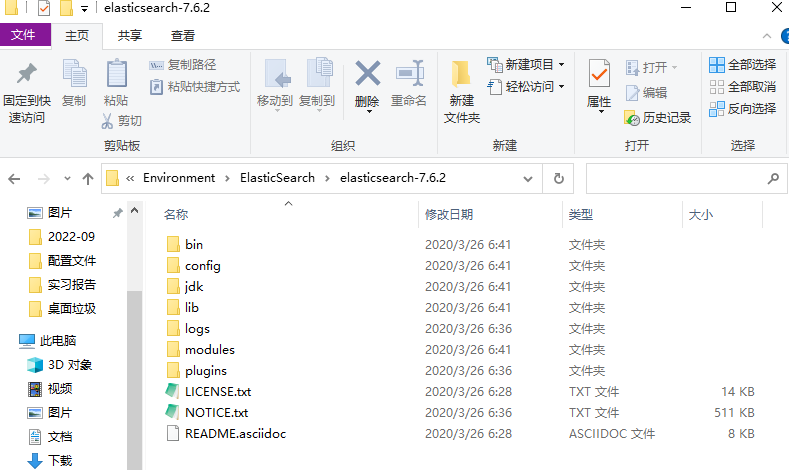 elasticsearch-7.6.2
文件 主页 共享 查看
固定到快速访问
复制
粘贴
复制路径
粘贴快捷方式
剪切
剪贴板
移动到 复制到 删除 重命名
组织
新建文件夹
新建项目
轻松访问
新建
属性
打开
编辑
历史记录
打开
全部选择
全部取消
反向选择
选择
« Environment > ElasticSearch > elasticsearch-7.6.2
名称 修改日期 类型 大小
bin 2020/3/26 6:41 文件夹
config 2020/3/26 6:41 文件夹
jdk 2020/3/26 6:41 文件夹
lib 2020/3/26 6:41 文件夹
logs 2020/3/26 6:36 文件夹
modules 2020/3/26 6:41 文件夹
plugins 2020/3/26 6:36 文件夹
LICENSE.txt 2020/3/26 6:28 TXT 文件 14 KB
NOTICE.txt 2020/3/26 6:36 TXT 文件 511 KB
README.asciidoc 2020/3/26 6:28 ASCIIDOC 文件 8 KB
图片
2022-09
配置文件
实习报告
桌面垃圾
此电脑
3D 对象
视频
图片
文档
下载